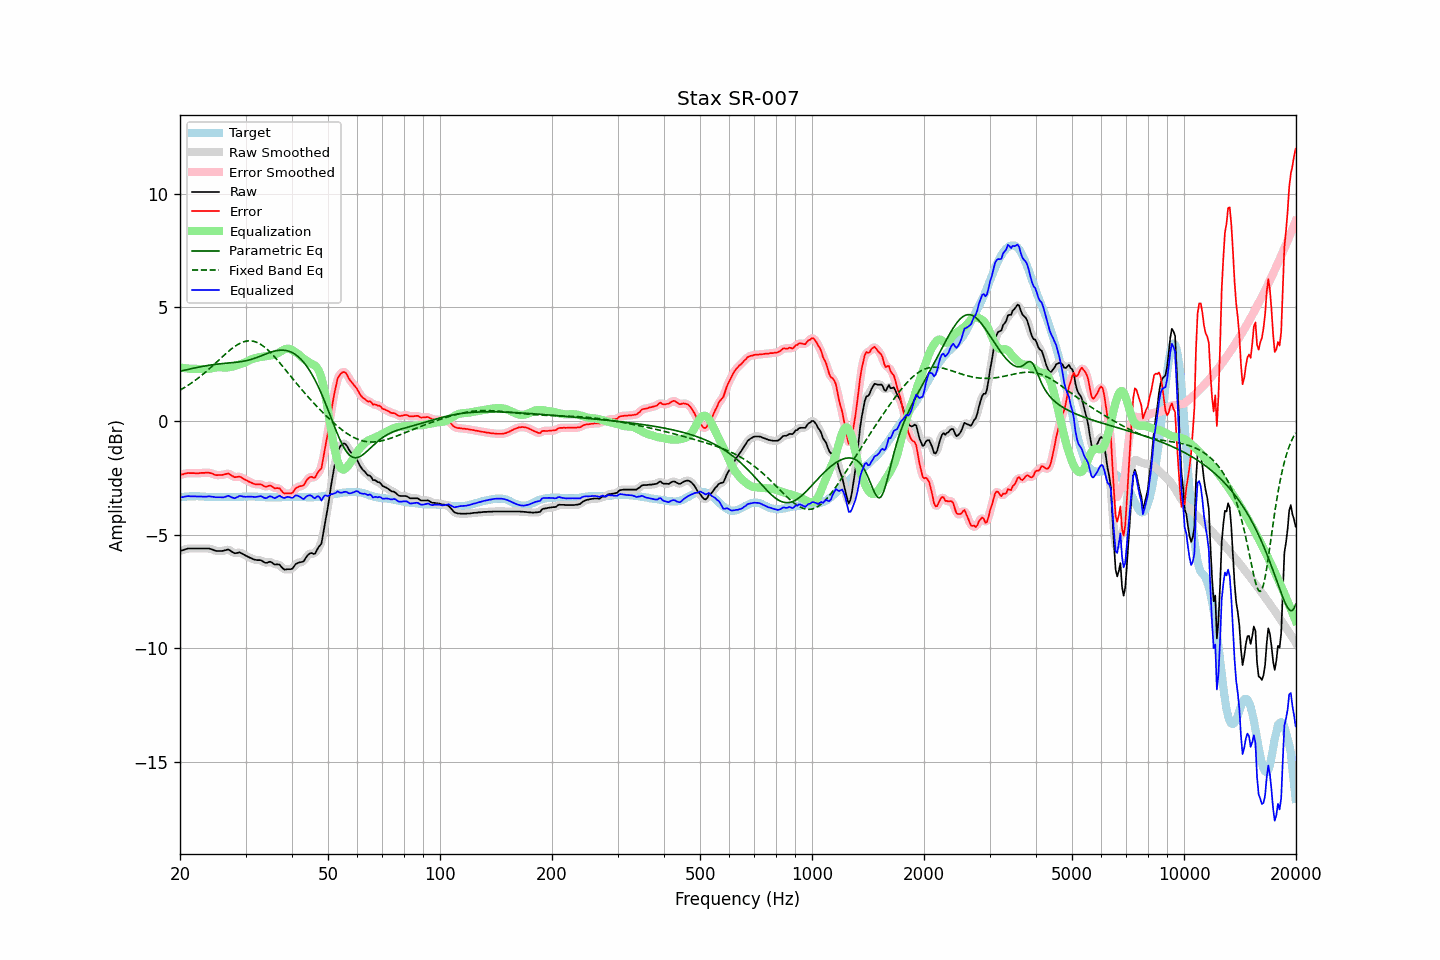 Stax SR-007
Target
Raw Smoothed
Error Smoothed
Raw
Error
Equalization
Parametric Eq
Fixed Band Eq
Equalized
Amplitude (dBr)
10
5
0
−5
−10
−15
20
50
100
200
500
1000
2000
5000
10000
20000
Frequency (Hz)